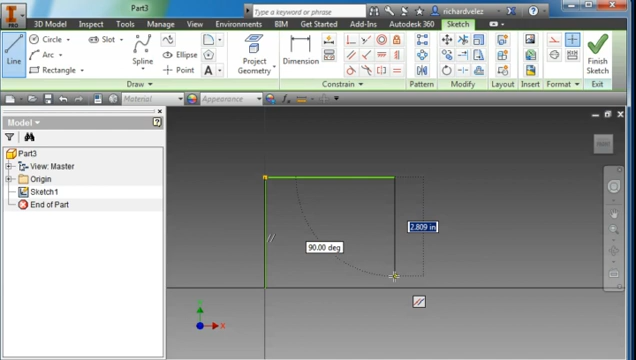 Part3
Type a keyword or phrase
richardvelez
PRO
3D Model
Inspect
Tools
Manage
View
Environments
BIM
Get Started
Add-Ins
Autodesk 360
Sketch
Line
Circle
Arc
Rectangle
Spline
Slot
Ellipse
Point
A
Project
Geometry
Dimension
Finish
Sketch
Draw
Constrain
Pattern
Modify
Layout
Insert
Format
Exit
Material
Appearance
Model
Part3
View: Master
Origin
Sketch1
End of Part
2.809 in
90.00 deg
Y
X